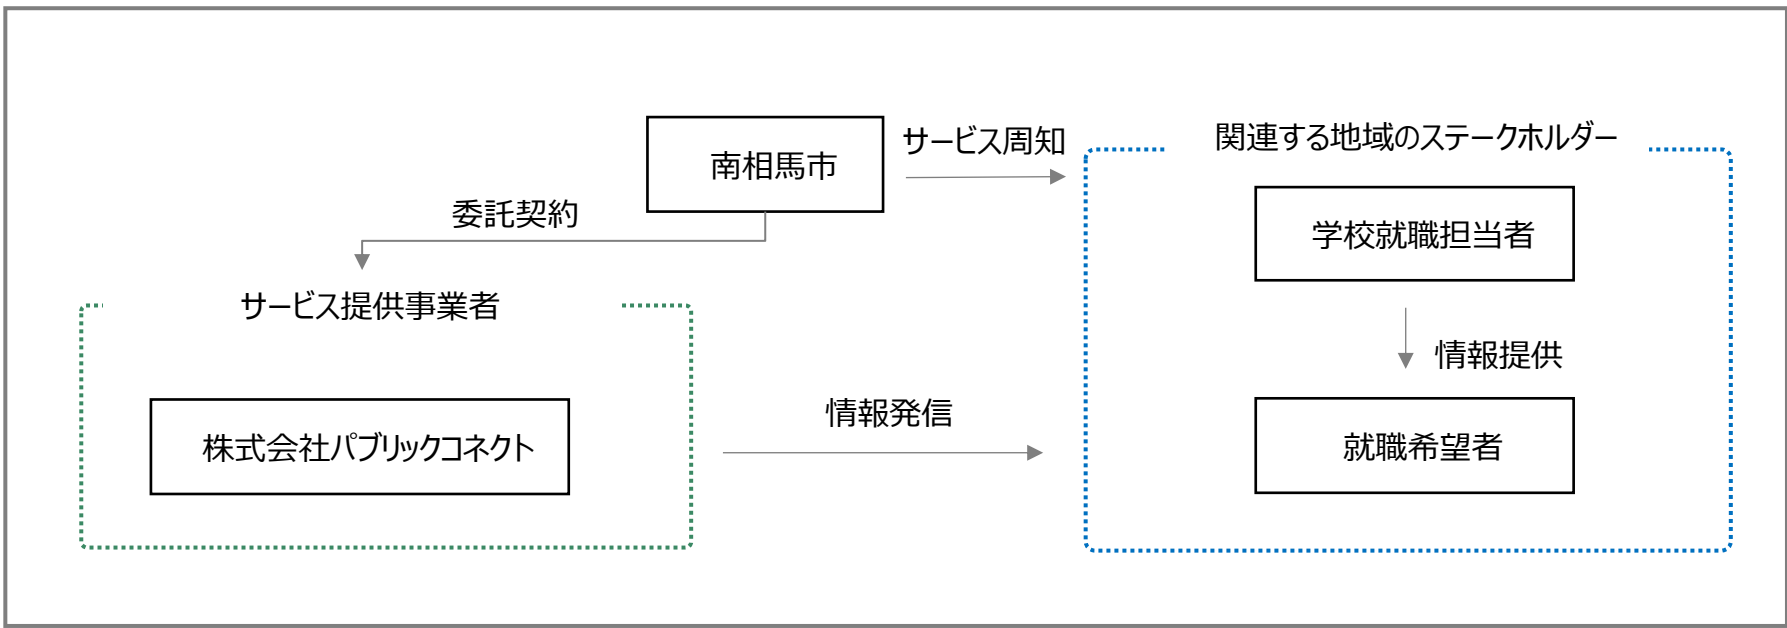 南相馬市
サービス周知
関連する地域のステークホルダー
委託契約
学校就職担当者
サービス提供事業者
情報提供
情報発信
株式会社パブリックコネクト
就職希望者